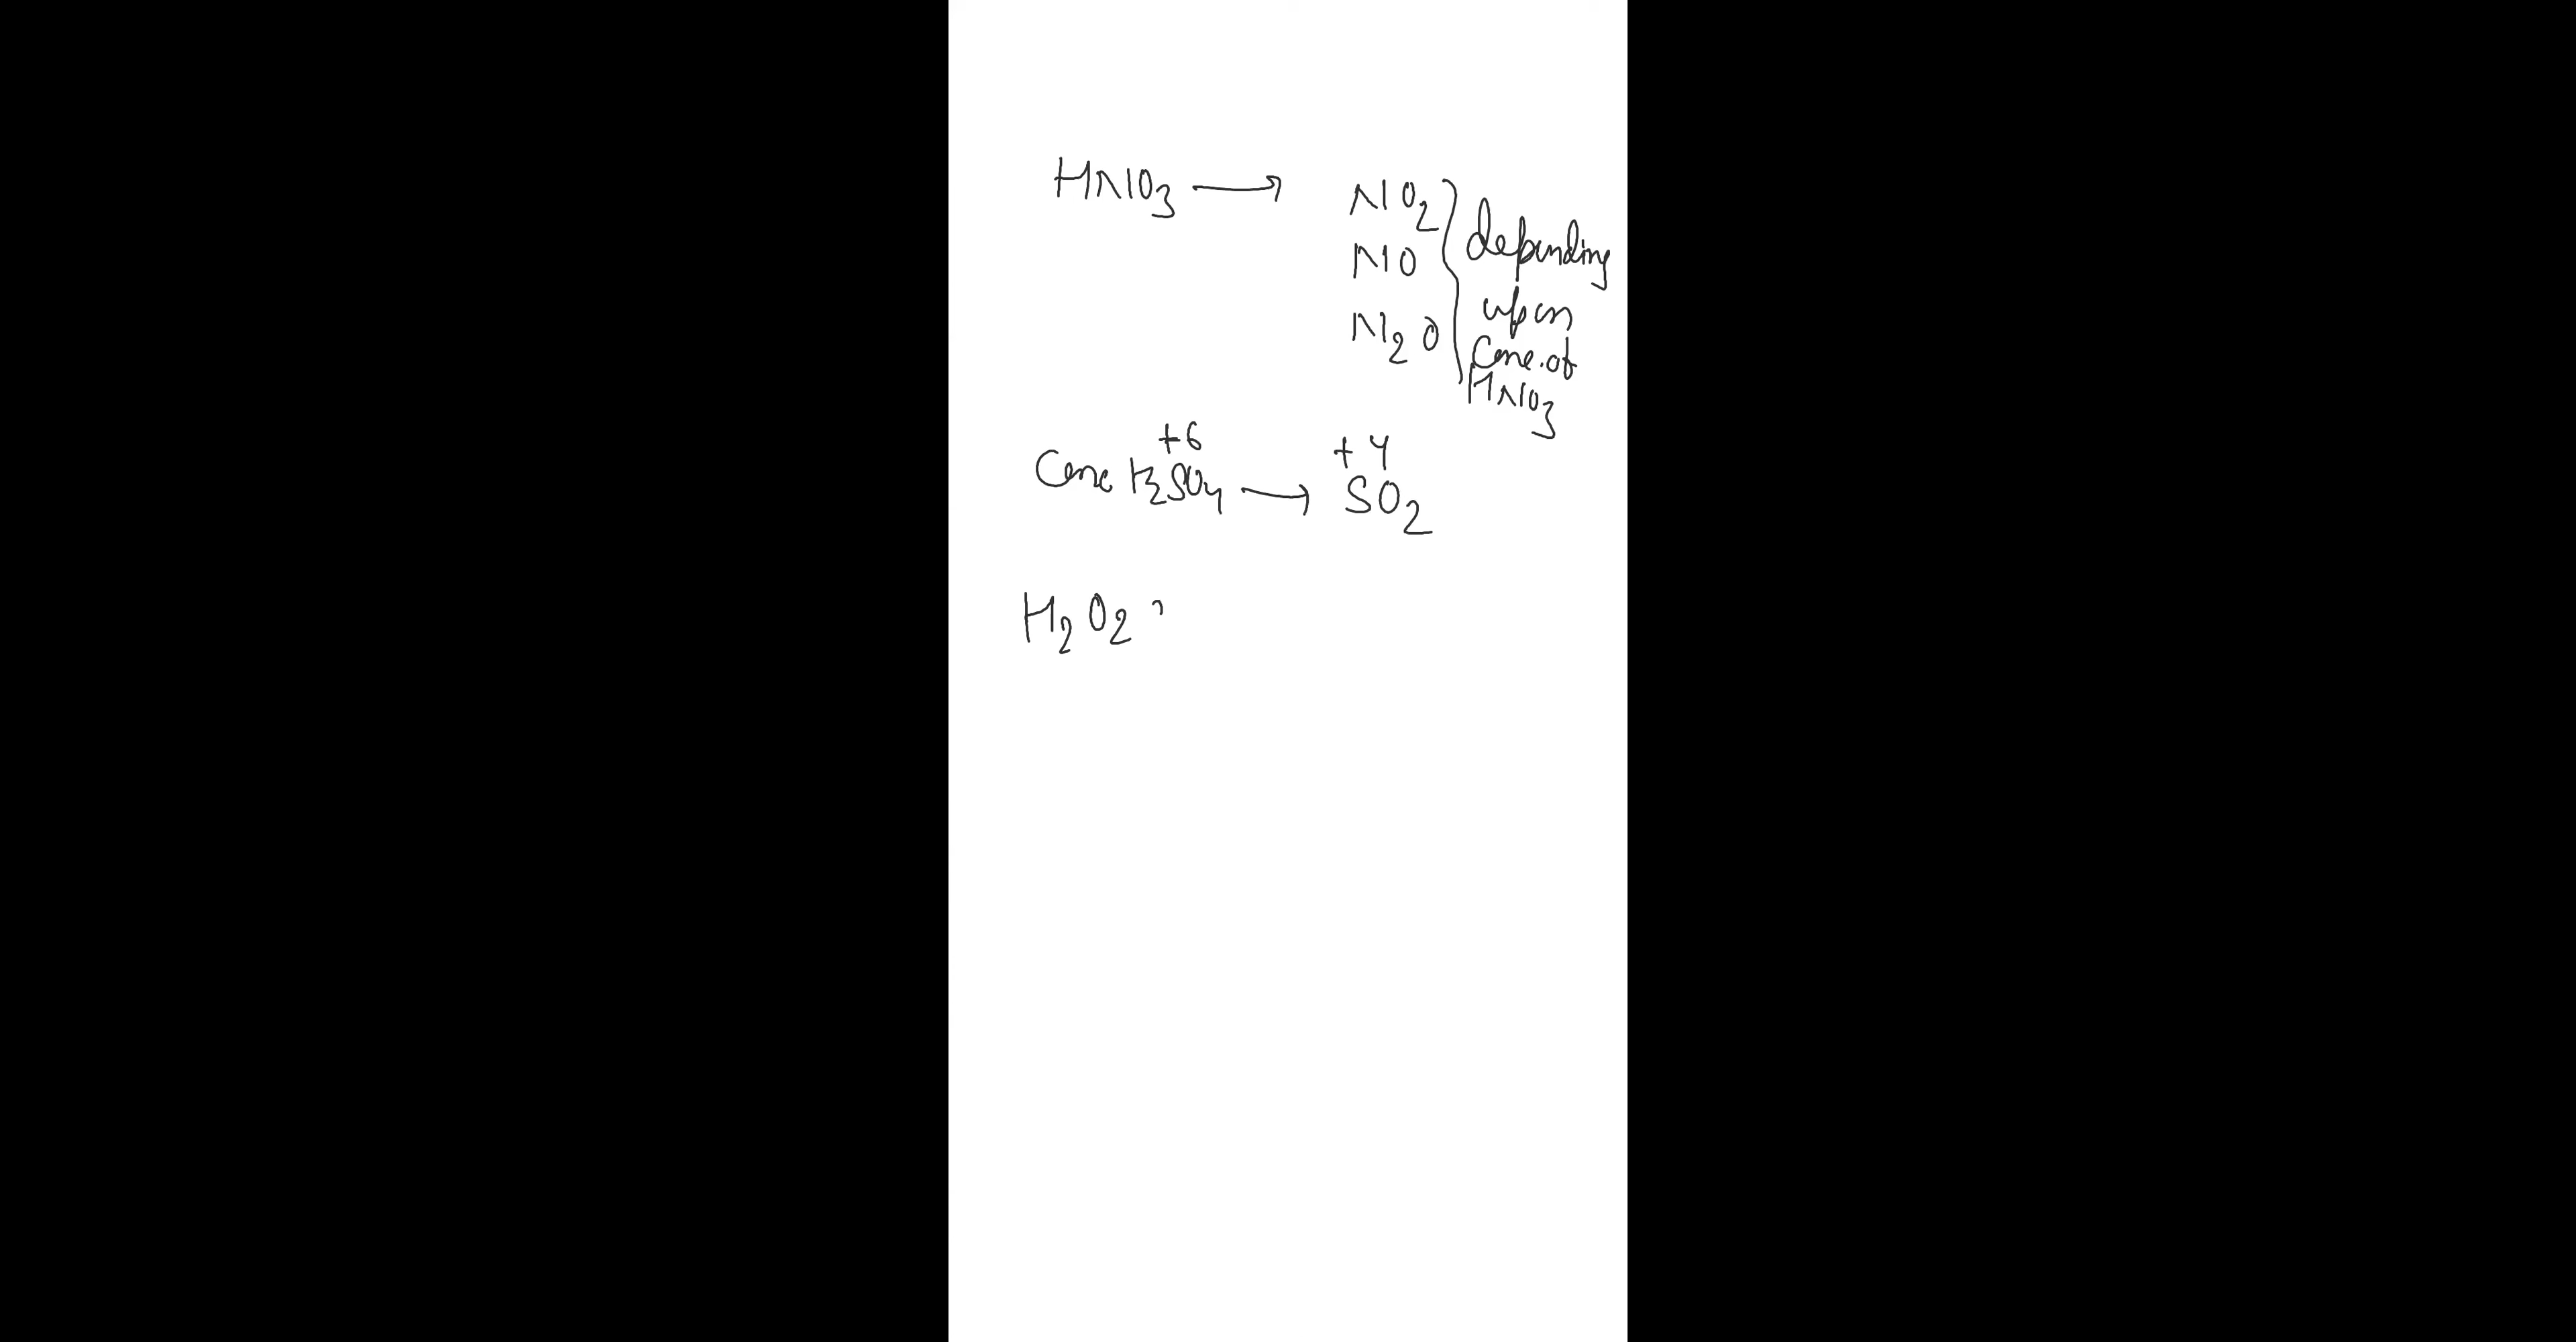 HNO3 → NO2
NO
N2O
depending
upon
Conc. of
HNO3
+6 +4
Conc H2SO4 → SO2
H2O2